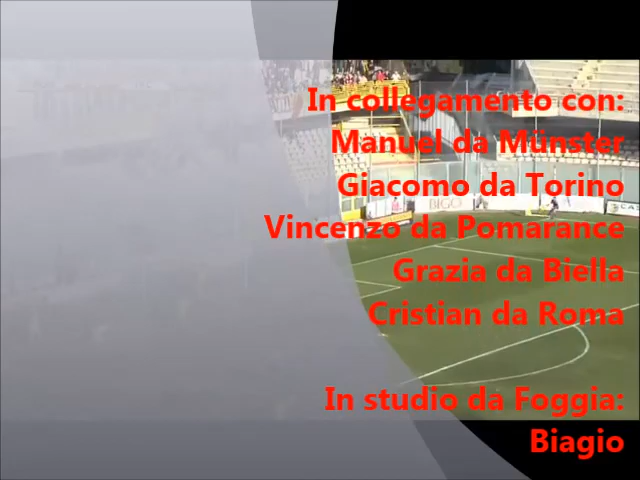 In collegamento con:
Manuel da Münster
Giacomo da Torino
Vincenzo da Pomarance
BIGO
Grazia da Biella
Cristian da Roma
In studio da Foggia:
Biagio